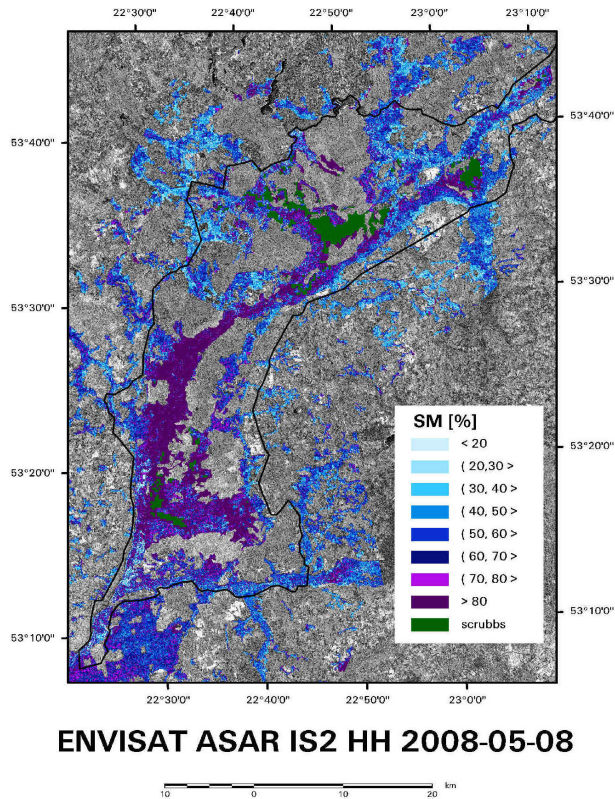 22°30'0" 22°40'0" 22°50'0" 23°0'0" 23°10'0"
53°40'0" 53°40'0"
53°30'0" 53°30'0"
53°20'0" 53°20'0"
53°10'0" 53°10'0"
SM [%]
< 20
( 20,30 >
( 30, 40 >
( 40, 50 >
( 50, 60 >
( 60, 70 >
( 70, 80 >
> 80
scrubbs
22°30'0" 22°40'0" 22°50'0" 23°0'0"
ENVISAT ASAR IS2 HH 2008-05-08
10 0 10 20 km